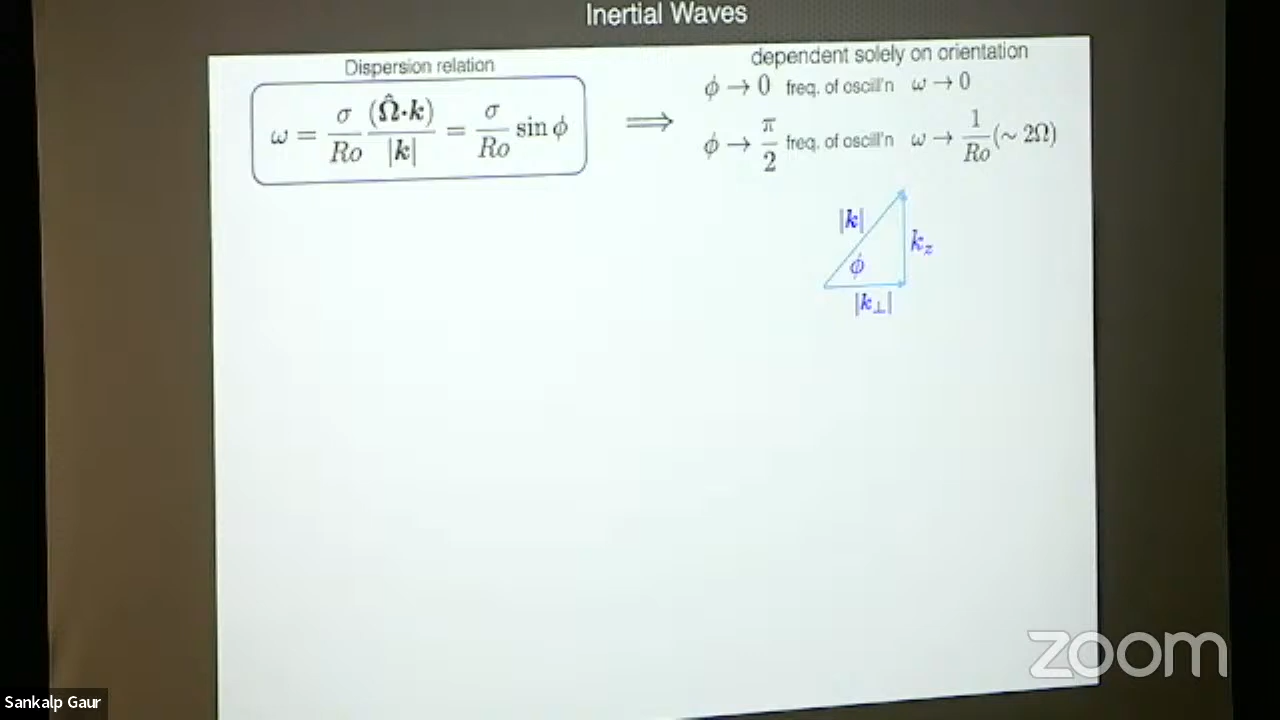 Inertial Waves
Dispersion relation
ω = σ/Ro (Ω̂·k)/|k| = σ/Ro sin ϕ
⟹
dependent solely on orientation
ϕ → 0 freq. of oscill'n ω → 0
ϕ → π/2 freq. of oscill'n ω → 1/Ro (∼ 2Ω)
|k|
k_z
ϕ
|k_⊥|
zoom
Sankalp Gaur